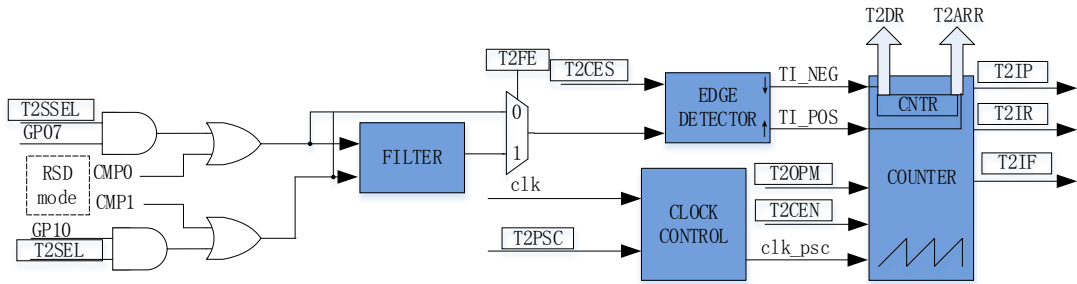 T2DR
T2ARR
T2FE
T2CES
TI_NEG
T2IP
T2SSEL
GP07
0
EDGE
DETECTOR
CNTR
TI_POS
T2IR
CMP0
RSD
mode
FILTER
1
T2IF
clk
T2OPM
COUNTER
CMP1
GP10
T2SEL
CLOCK
CONTROL
T2CEN
T2PSC
clk_psc